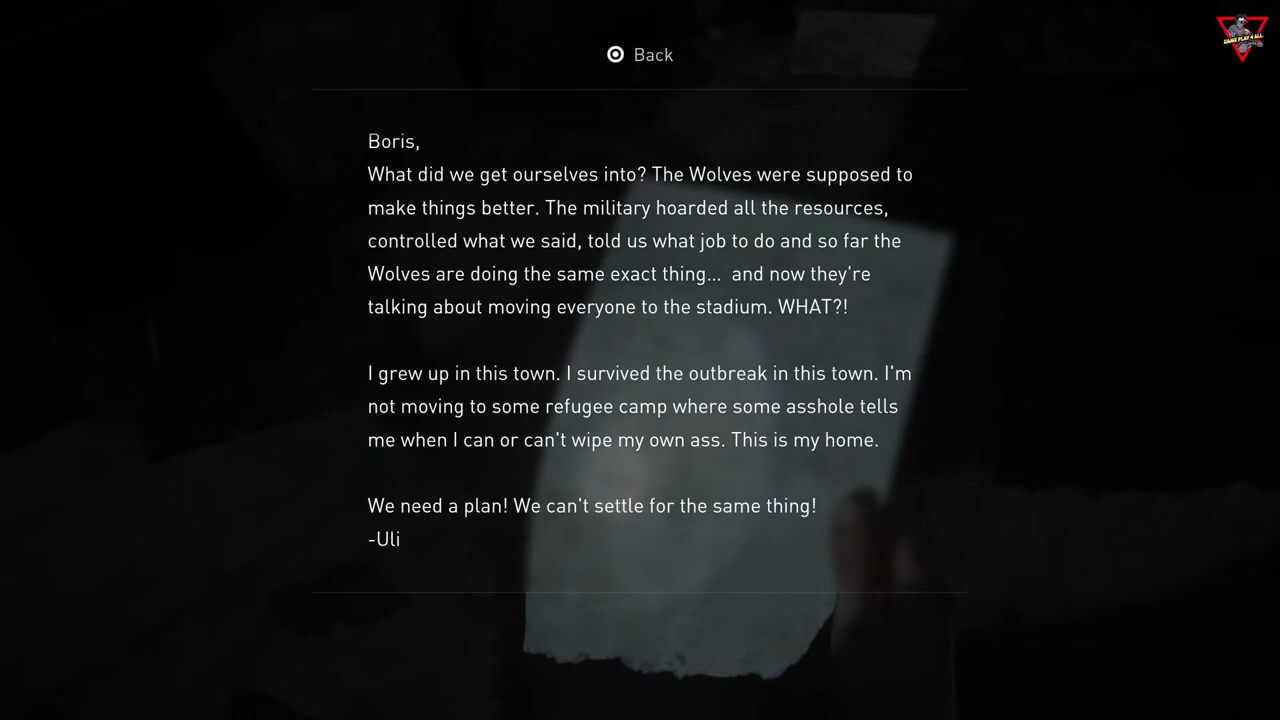 Back
Boris,
What did we get ourselves into? The Wolves were supposed to
make things better. The military hoarded all the resources,
controlled what we said, told us what job to do and so far the
Wolves are doing the same exact thing...  and now they're
talking about moving everyone to the stadium. WHAT?!
I grew up in this town. I survived the outbreak in this town. I'm
not moving to some refugee camp where some asshole tells
me when I can or can't wipe my own ass. This is my home.
We need a plan! We can't settle for the same thing!
-Uli
GAME PLAY 4 ALL